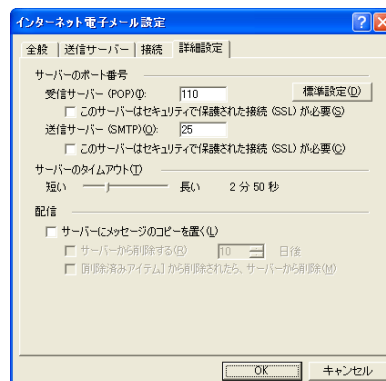 インターネット電子メール設定
全般 送信サーバー 接続 詳細設定
サーバーのポート番号
受信サーバー (POP)(I): 110 標準設定(D)
このサーバーはセキュリティで保護された接続 (SSL) が必要(S)
送信サーバー (SMTP)(O): 25
このサーバーはセキュリティで保護された接続 (SSL) が必要(C)
サーバーのタイムアウト(T)
短い 長い 2 分 50 秒
配信
サーバーにメッセージのコピーを置く(L)
サーバーから削除する(R) 10 日後
[削除済みアイテム] から削除されたら、サーバーから削除(M)
OK キャンセル